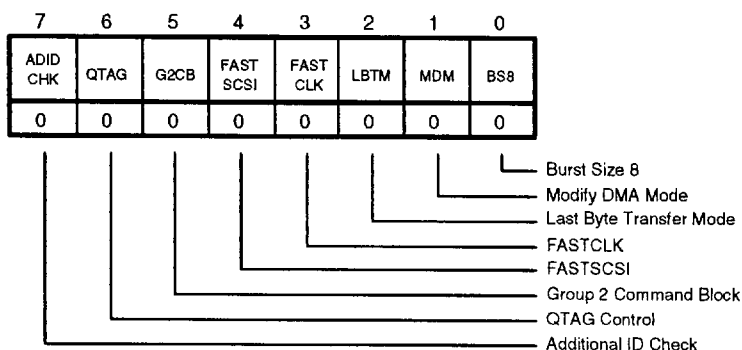 7 6 5 4 3 2 1 0
ADID CHK QTAG G2CB FAST SCSI FAST CLK LBTM MDM BS8
0 0 0 0 0 0 0 0
Burst Size 8
Modify DMA Mode
Last Byte Transfer Mode
FASTCLK
FASTSCSI
Group 2 Command Block
QTAG Control
Additional ID Check